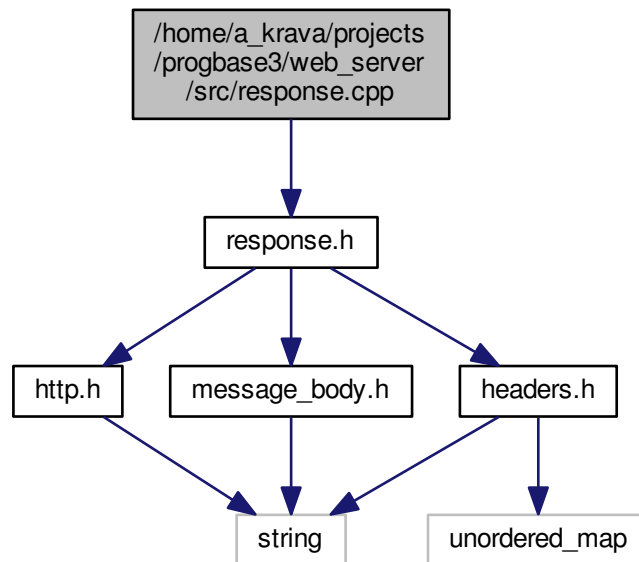 /home/a_krava/projects
/progbase3/web_server
/src/response.cpp
response.h
http.h
message_body.h
headers.h
string
unordered_map